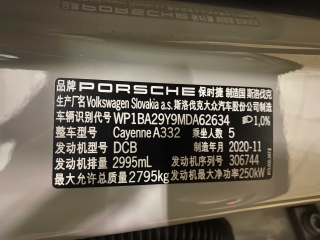 品牌 PORSCHE 保时捷 制造国 斯洛伐克
生产厂名 Volkswagen Slovakia a.s. 斯洛伐克大众汽车股份公司制造
车辆识别代号 WP1BA29Y9MDA62634 1,0%
整车型号 Cayenne A332 乘坐人数 5
发动机型号 DCB 制造年月 2020-11
发动机排量 2995mL 发动机序列号 306744
最大允许总质量 2795kg 发动机最大净功率 250kW